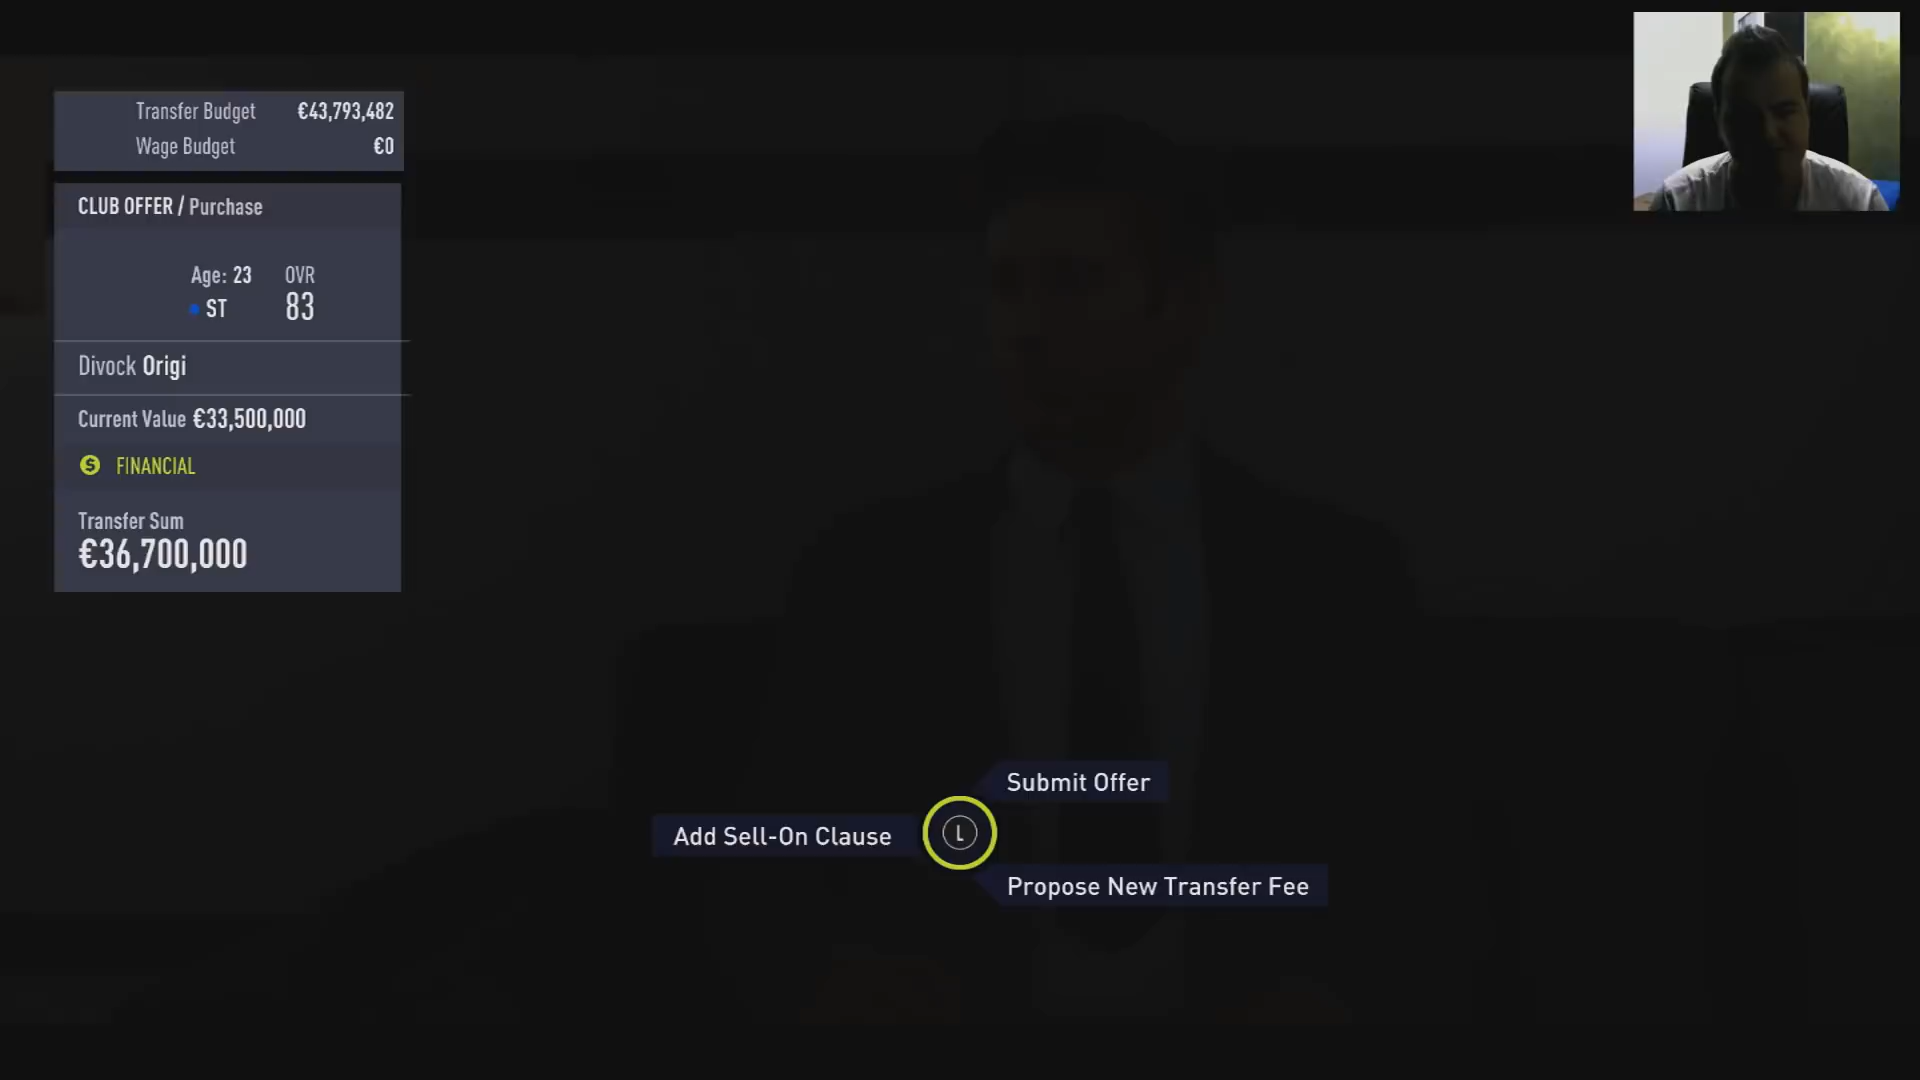 Transfer Budget €43,793,482
Wage Budget €0
CLUB OFFER / Purchase
Age: 23 OVR
ST 83
Divock Origi
Current Value €33,500,000
$ FINANCIAL
Transfer Sum
€36,700,000
Submit Offer
Add Sell-On Clause L
Propose New Transfer Fee